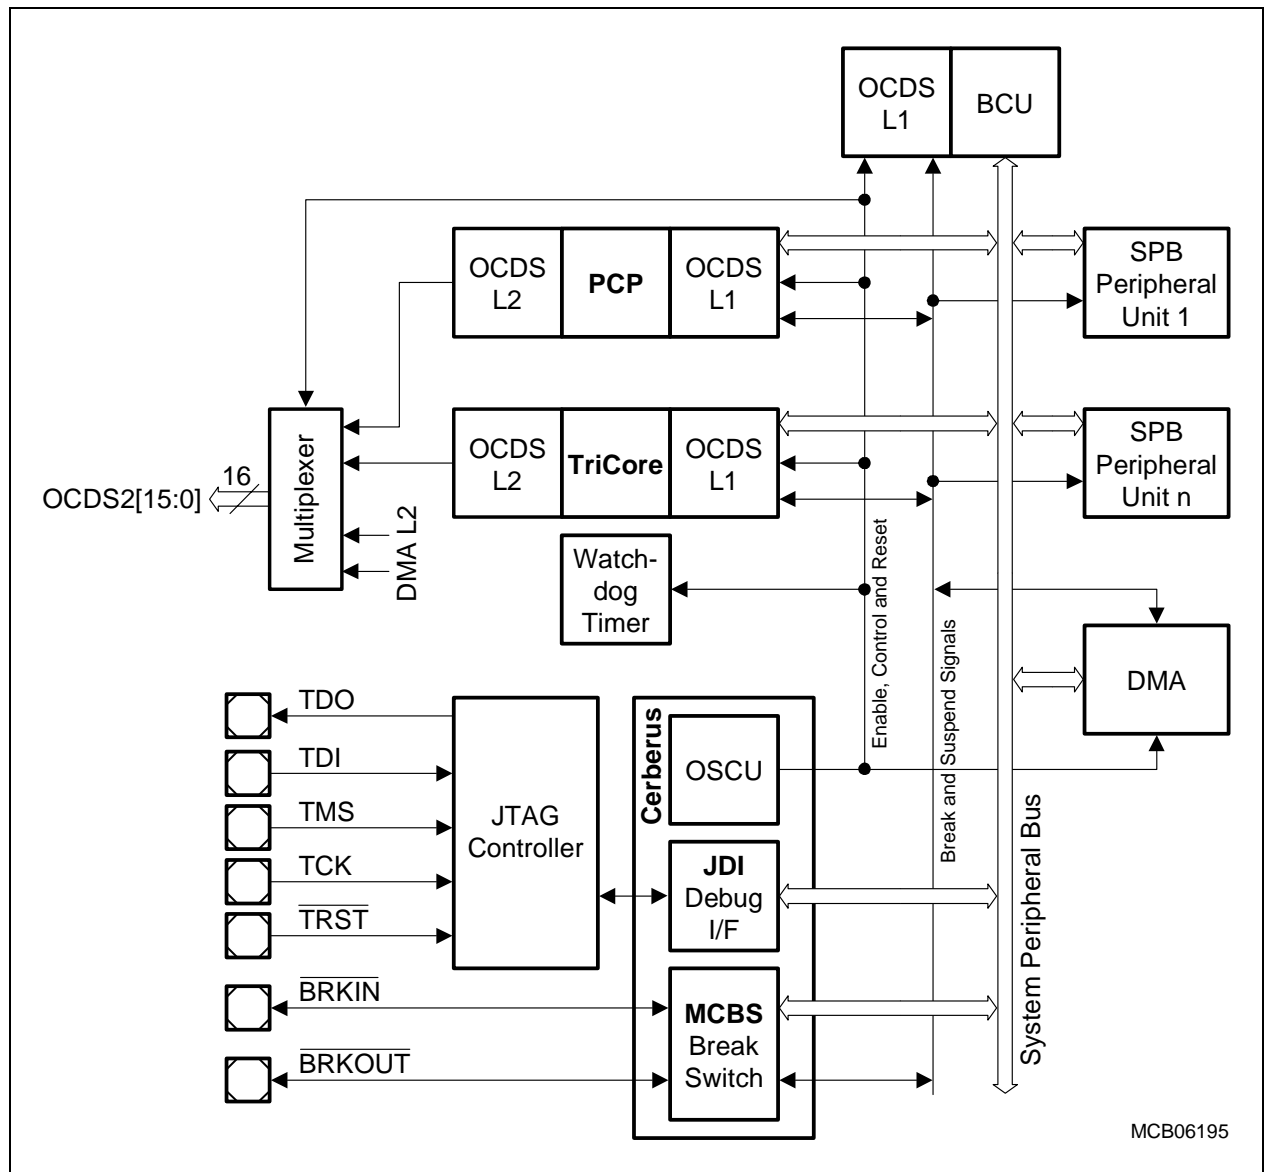 OCDS
L1
BCU
OCDS
L2
PCP
OCDS
L1
SPB
Peripheral
Unit 1
OCDS
L2
TriCore
OCDS
L1
SPB
Peripheral
Unit n
OCDS2[15:0]
16
Multiplexer
DMA L2
Watch-
dog
Timer
Enable, Control and Reset
Break and Suspend Signals
System Peripheral Bus
DMA
TDO
TDI
TMS
TCK
TRST
BRKIN
BRKOUT
JTAG
Controller
Cerberus
OSCU
JDI
Debug
I/F
MCBS
Break
Switch
MCB06195